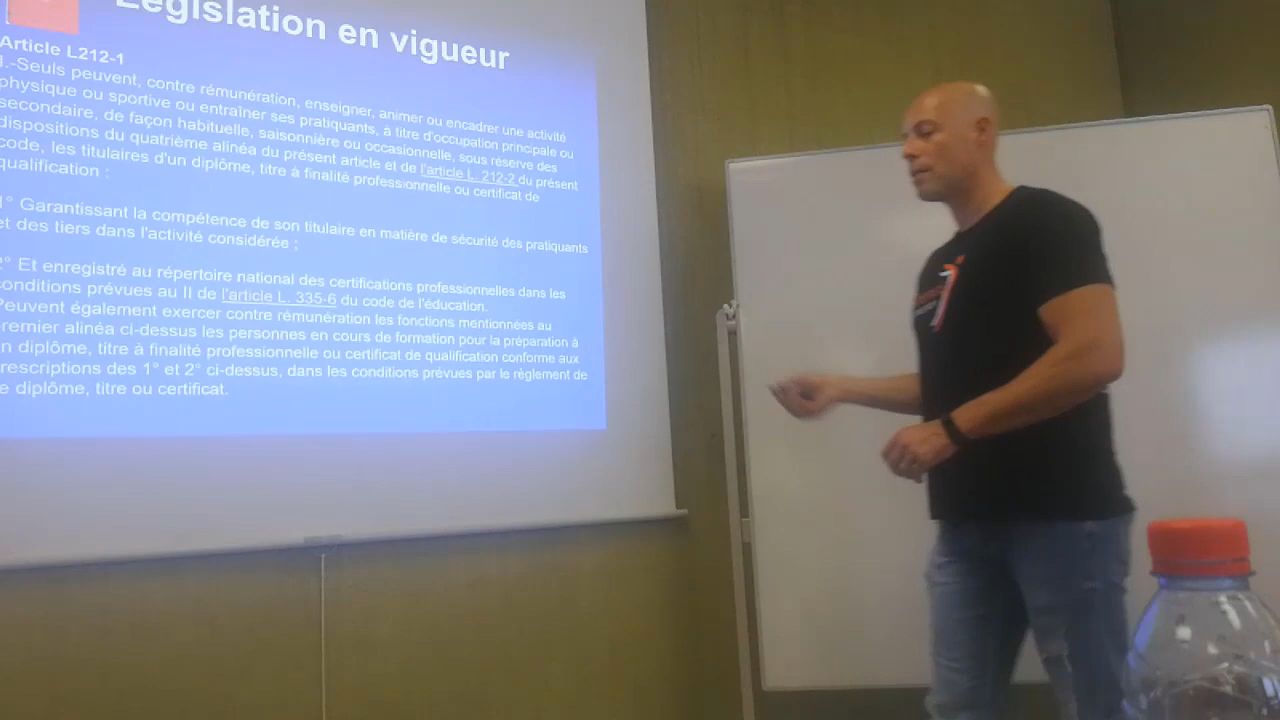 Législation en vigueur
Article L212-1
I.-Seuls peuvent, contre rémunération, enseigner, animer ou encadrer une activité
physique ou sportive ou entraîner ses pratiquants, à titre d'occupation principale ou
secondaire, de façon habituelle, saisonnière ou occasionnelle, sous réserve des
dispositions du quatrième alinéa du présent article et de l'article L. 212-2 du présent
code, les titulaires d'un diplôme, titre à finalité professionnelle ou certificat de
qualification :
1° Garantissant la compétence de son titulaire en matière de sécurité des pratiquants
et des tiers dans l'activité considérée ;
2° Et enregistré au répertoire national des certifications professionnelles dans les
conditions prévues au II de l'article L. 335-6 du code de l'éducation.
Peuvent également exercer contre rémunération les fonctions mentionnées au
premier alinéa ci-dessus les personnes en cours de formation pour la préparation à
n diplôme, titre à finalité professionnelle ou certificat de qualification conforme aux
rescriptions des 1° et 2° ci-dessus, dans les conditions prévues par le règlement de
e diplôme, titre ou certificat.